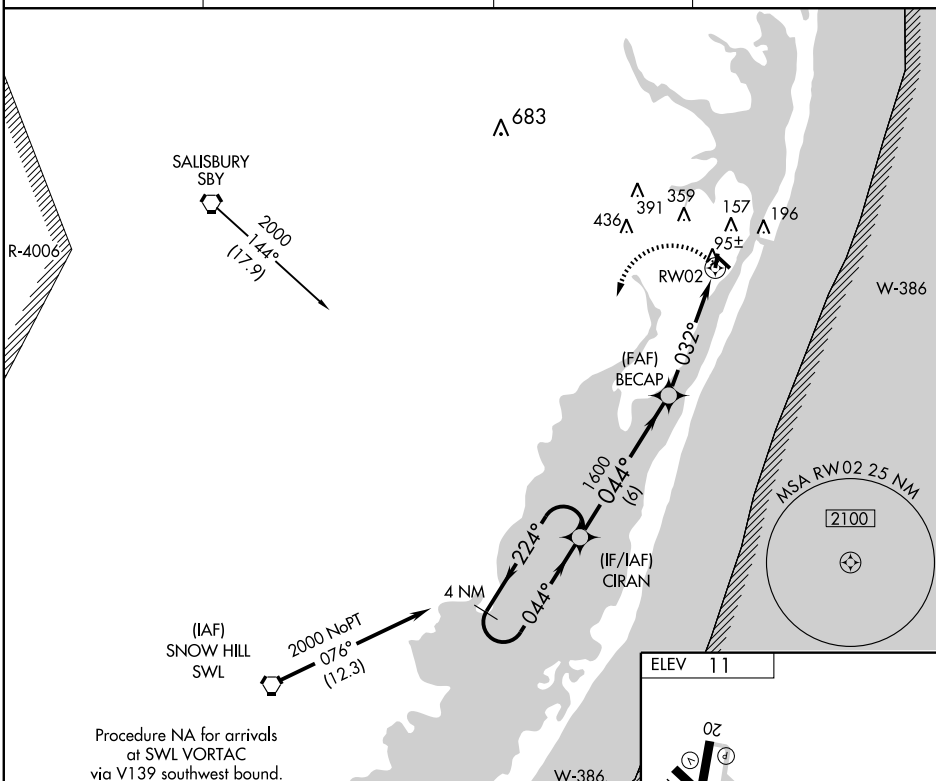 683
SALISBURY
SBY
2000
144°
(17.9)
R-4006
391
359
436
157
196
95±
RW02
W-386
032°
(FAF)
BECAP
1600
044°
(6)
MSA RW02 25 NM
2100
224°
(IF/IAF)
CIRAN
4 NM
044°
(IAF)
SNOW HILL
SWL
2000 NoPT
076°
(12.3)
ELEV 11
Procedure NA for arrivals
at SWL VORTAC
via V139 southwest bound.
W-386
20
V
P